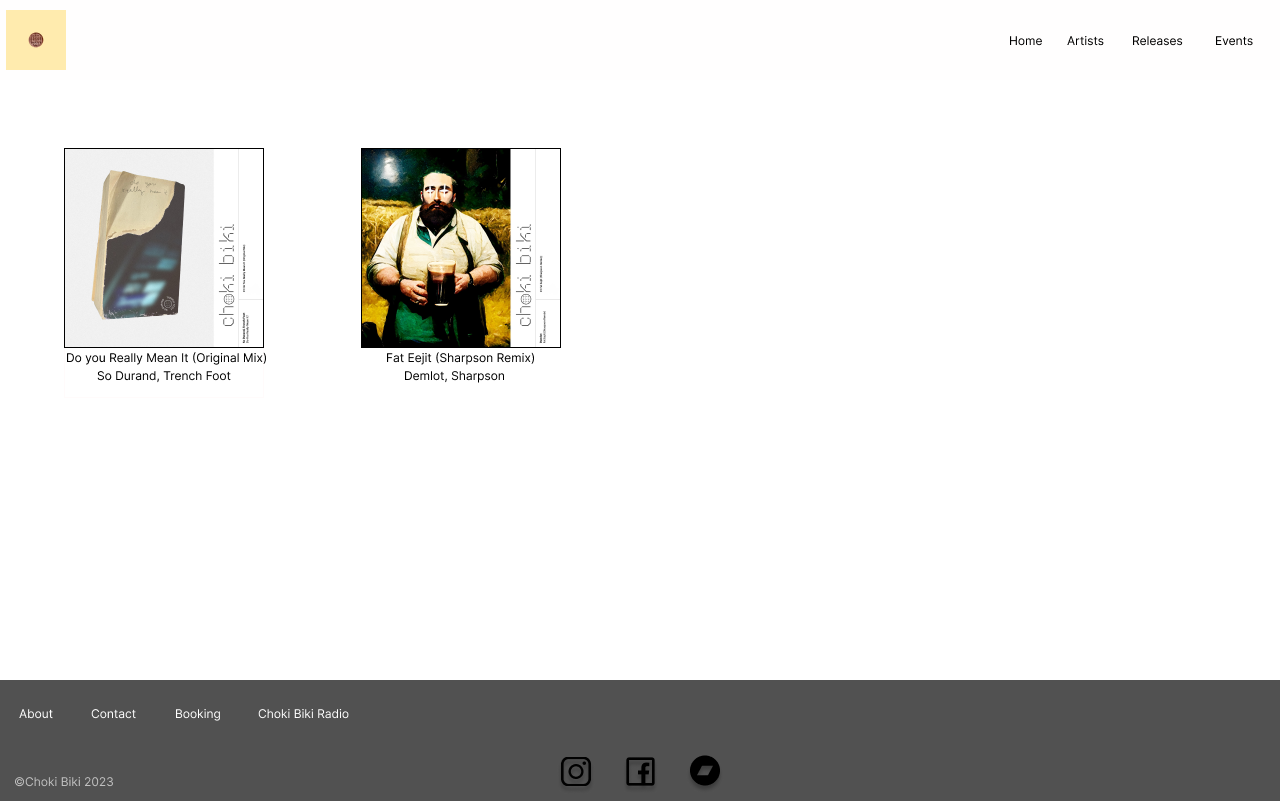 Home Artists Releases Events
choki biki
choki biki
Do you Really Mean It (Original Mix)
So Durand, Trench Foot
Fat Eejit (Sharpson Remix)
Demlot, Sharpson
About Contact Booking Choki Biki Radio
©Choki Biki 2023